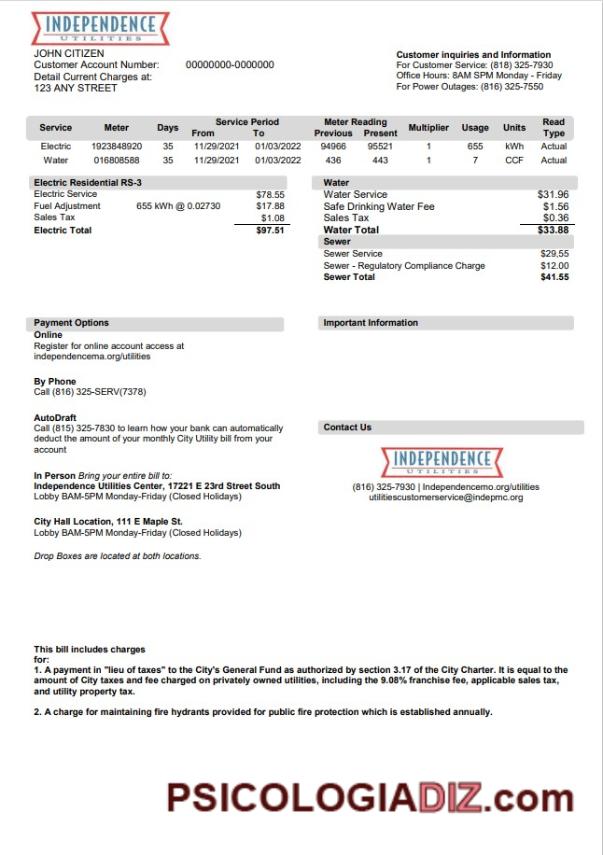 INDEPENDENCE
UTILITIES
JOHN CITIZEN
Customer Account Number: 00000000-0000000
Detail Current Charges at:
123 ANY STREET
Customer inquiries and Information
For Customer Service: (818) 325-7930
Office Hours: 8AM SPM Monday - Friday
For Power Outages: (816) 325-7550
Service Meter Days Service Period Meter Reading Multiplier Usage Units Read
From To Previous Present Type
Electric 1923848920 35 11/29/2021 01/03/2022 94966 95521 1 655 kWh Actual
Water 016808588 35 11/29/2021 01/03/2022 436 443 1 7 CCF Actual
Electric Residential RS-3
Electric Service $78.55
Fuel Adjustment 655 kWh @ 0.02730 $17.88
Sales Tax $1.08
Electric Total $97.51
Water
Water Service $31.96
Safe Drinking Water Fee $1.56
Sales Tax $0.36
Water Total $33.88
Sewer
Sewer Service $29,55
Sewer - Regulatory Compliance Charge $12.00
Sewer Total $41.55
Payment Options
Online
Register for online account access at
independencema.org/utilities
By Phone
Call (816) 325-SERV(7378)
AutoDraft
Call (815) 325-7830 to learn how your bank can automatically
deduct the amount of your monthly City Utility bill from your
account
In Person Bring your entire bill to:
Independence Utilities Center, 17221 E 23rd Street South
Lobby BAM-5PM Monday-Friday (Closed Holidays)
City Hall Location, 111 E Maple St.
Lobby BAM-5PM Monday-Friday (Closed Holidays)
Drop Boxes are located at both locations.
Important Information
Contact Us
INDEPENDENCE
UTILITIES
(816) 325-7930 | Independencemo.org/utilities
utilitiescustomerservice@indepmc.org
This bill includes charges
for:
1. A payment in "lieu of taxes" to the City's General Fund as authorized by section 3.17 of the City Charter. It is equal to the
amount of City taxes and fee charged on privately owned utilities, including the 9.08% franchise fee, applicable sales tax,
and utility property tax.
2. A charge for maintaining fire hydrants provided for public fire protection which is established annually.
PSICOLOGIADIZ.com